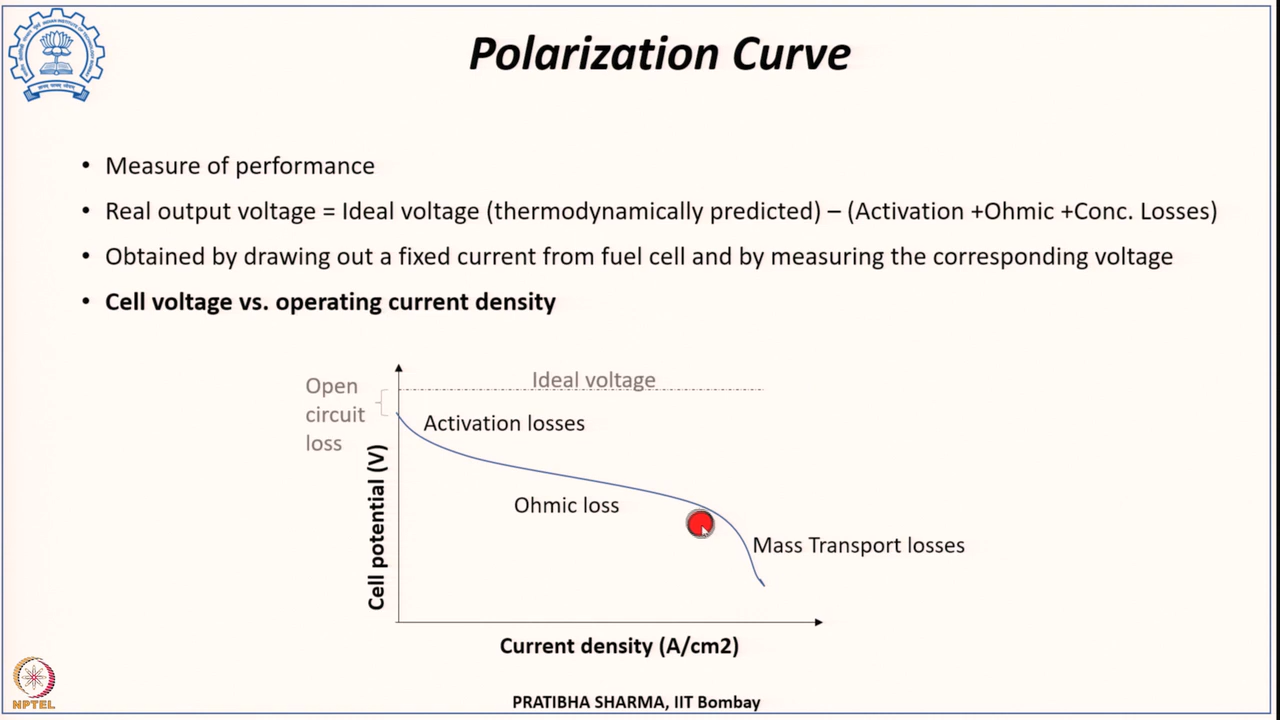 Polarization Curve
• Measure of performance
• Real output voltage = Ideal voltage (thermodynamically predicted) – (Activation +Ohmic +Conc. Losses)
• Obtained by drawing out a fixed current from fuel cell and by measuring the corresponding voltage
• Cell voltage vs. operating current density
Open
circuit
loss
Ideal voltage
Activation losses
Cell potential (V)
Ohmic loss
Mass Transport losses
Current density (A/cm2)
NPTEL
PRATIBHA SHARMA, IIT Bombay